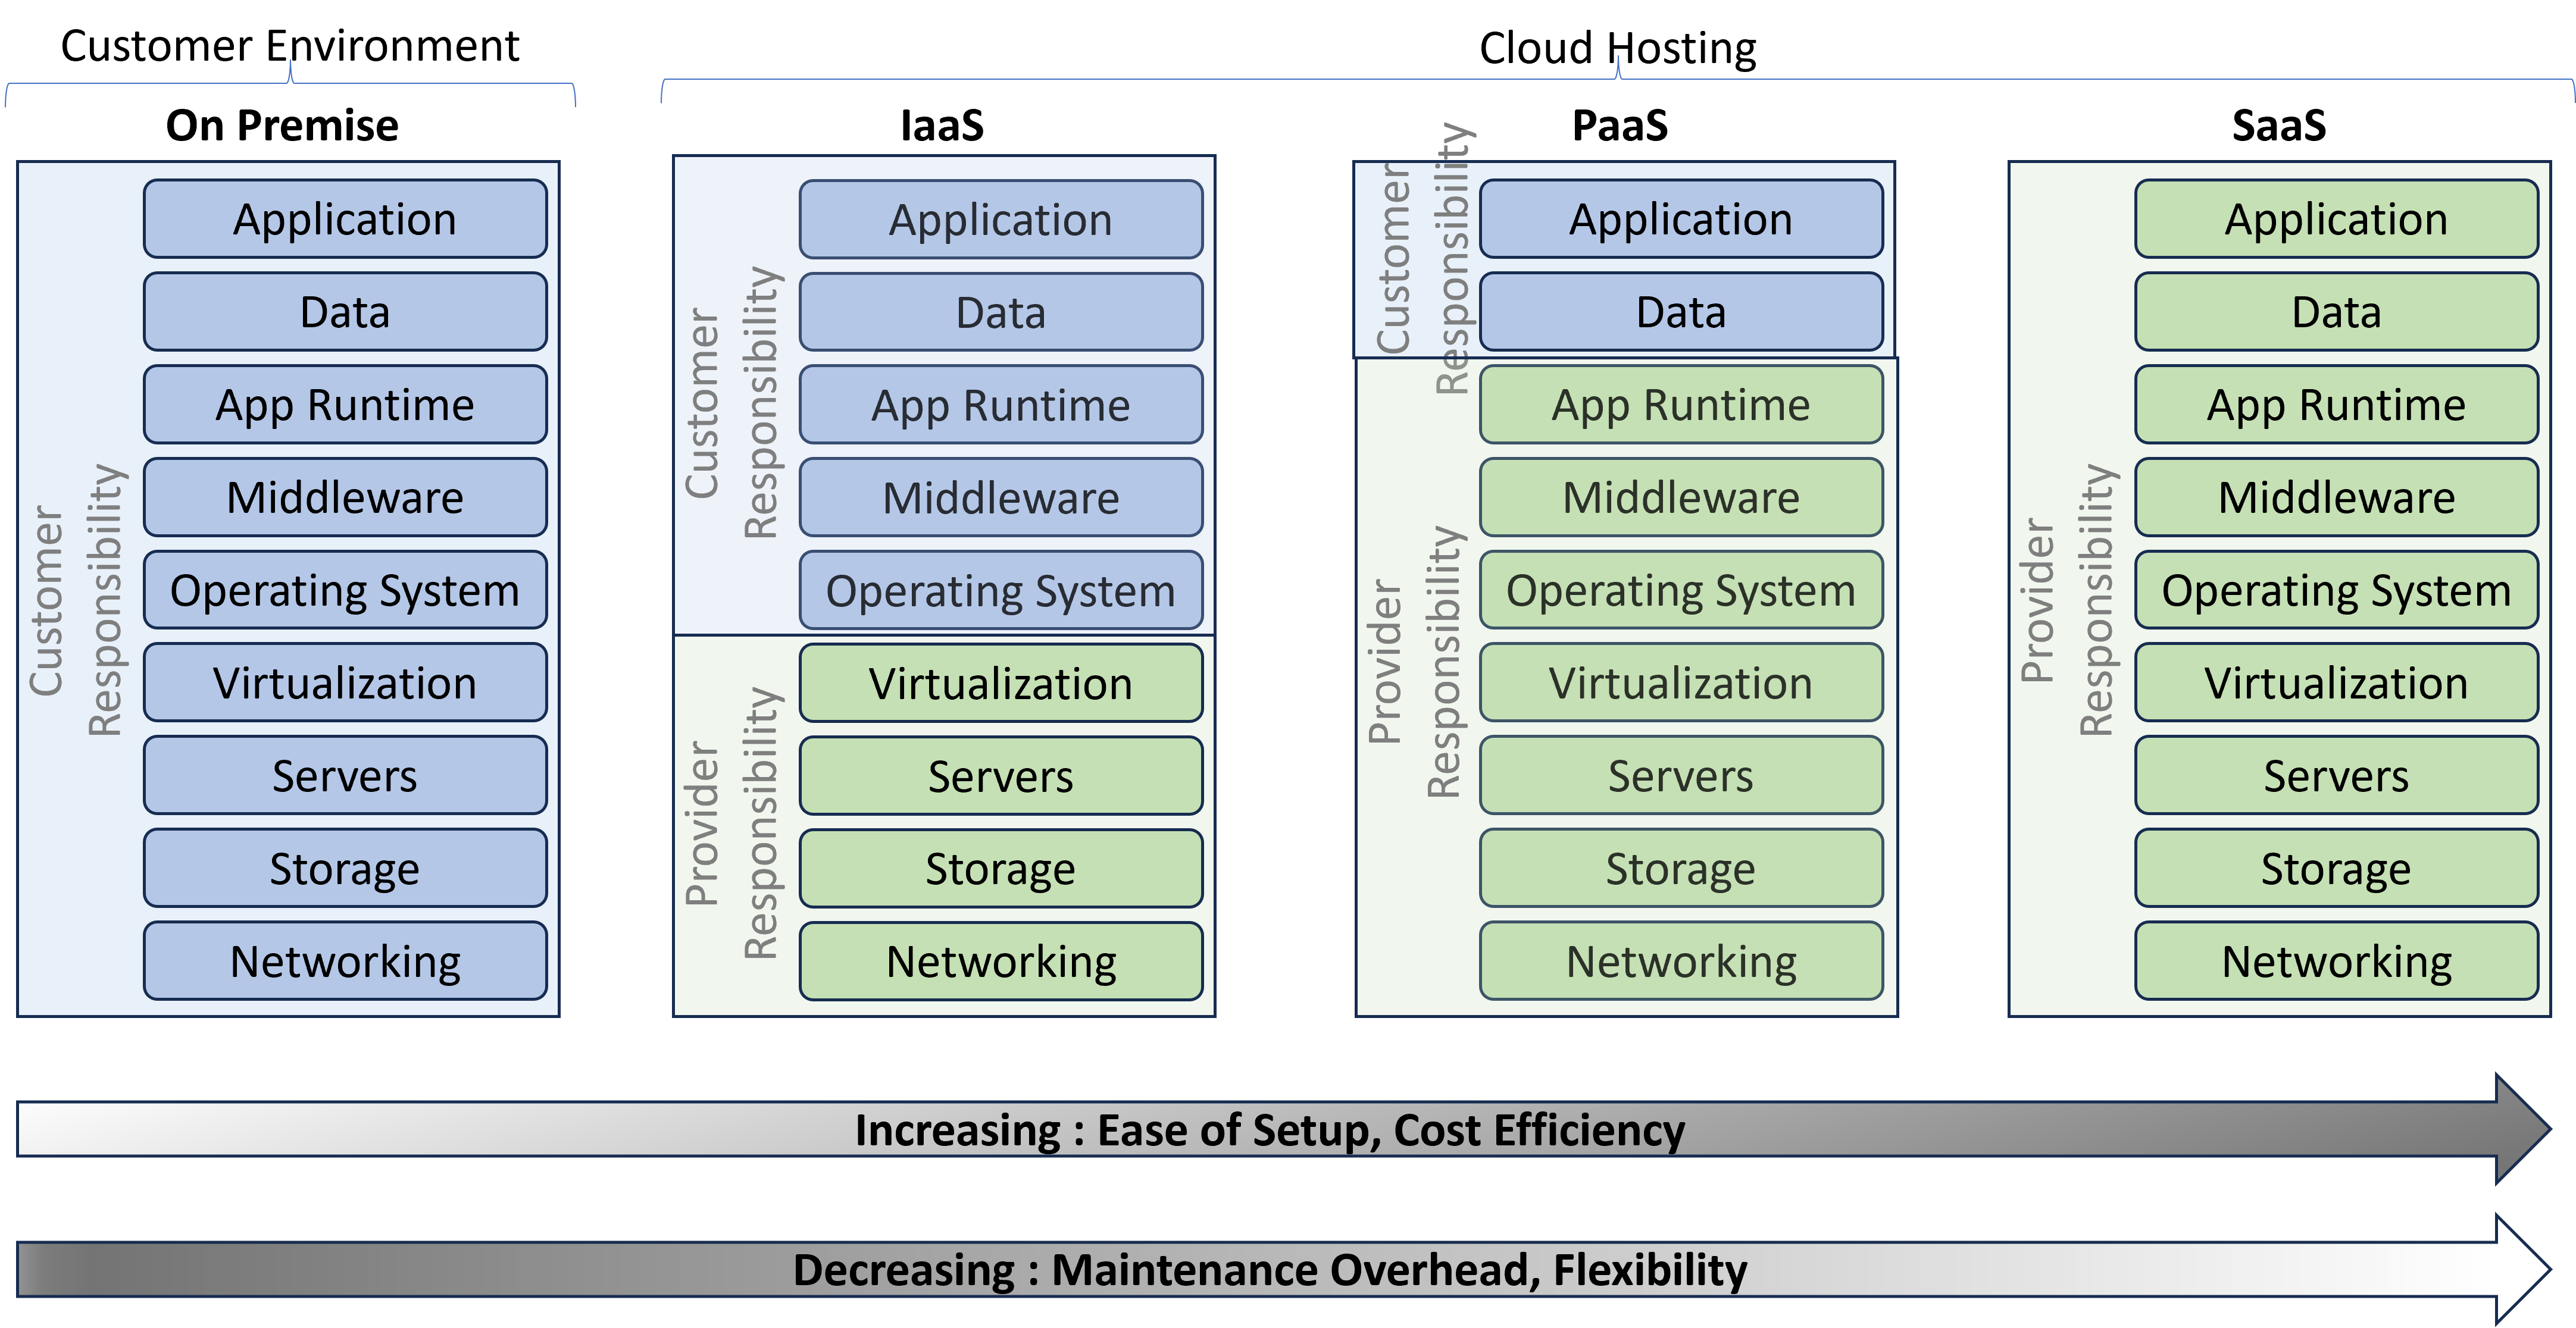 Customer Environment
Cloud Hosting
On Premise
Customer
Responsibility
Application
Data
App Runtime
Middleware
Operating System
Virtualization
Servers
Storage
Networking
IaaS
Customer
Responsibility
Application
Data
App Runtime
Middleware
Operating System
Provider
Responsibility
Virtualization
Servers
Storage
Networking
PaaS
Customer
Responsibility
Application
Data
Provider
Responsibility
App Runtime
Middleware
Operating System
Virtualization
Servers
Storage
Networking
SaaS
Provider
Responsibility
Application
Data
App Runtime
Middleware
Operating System
Virtualization
Servers
Storage
Networking
Increasing : Ease of Setup, Cost Efficiency
Decreasing : Maintenance Overhead, Flexibility